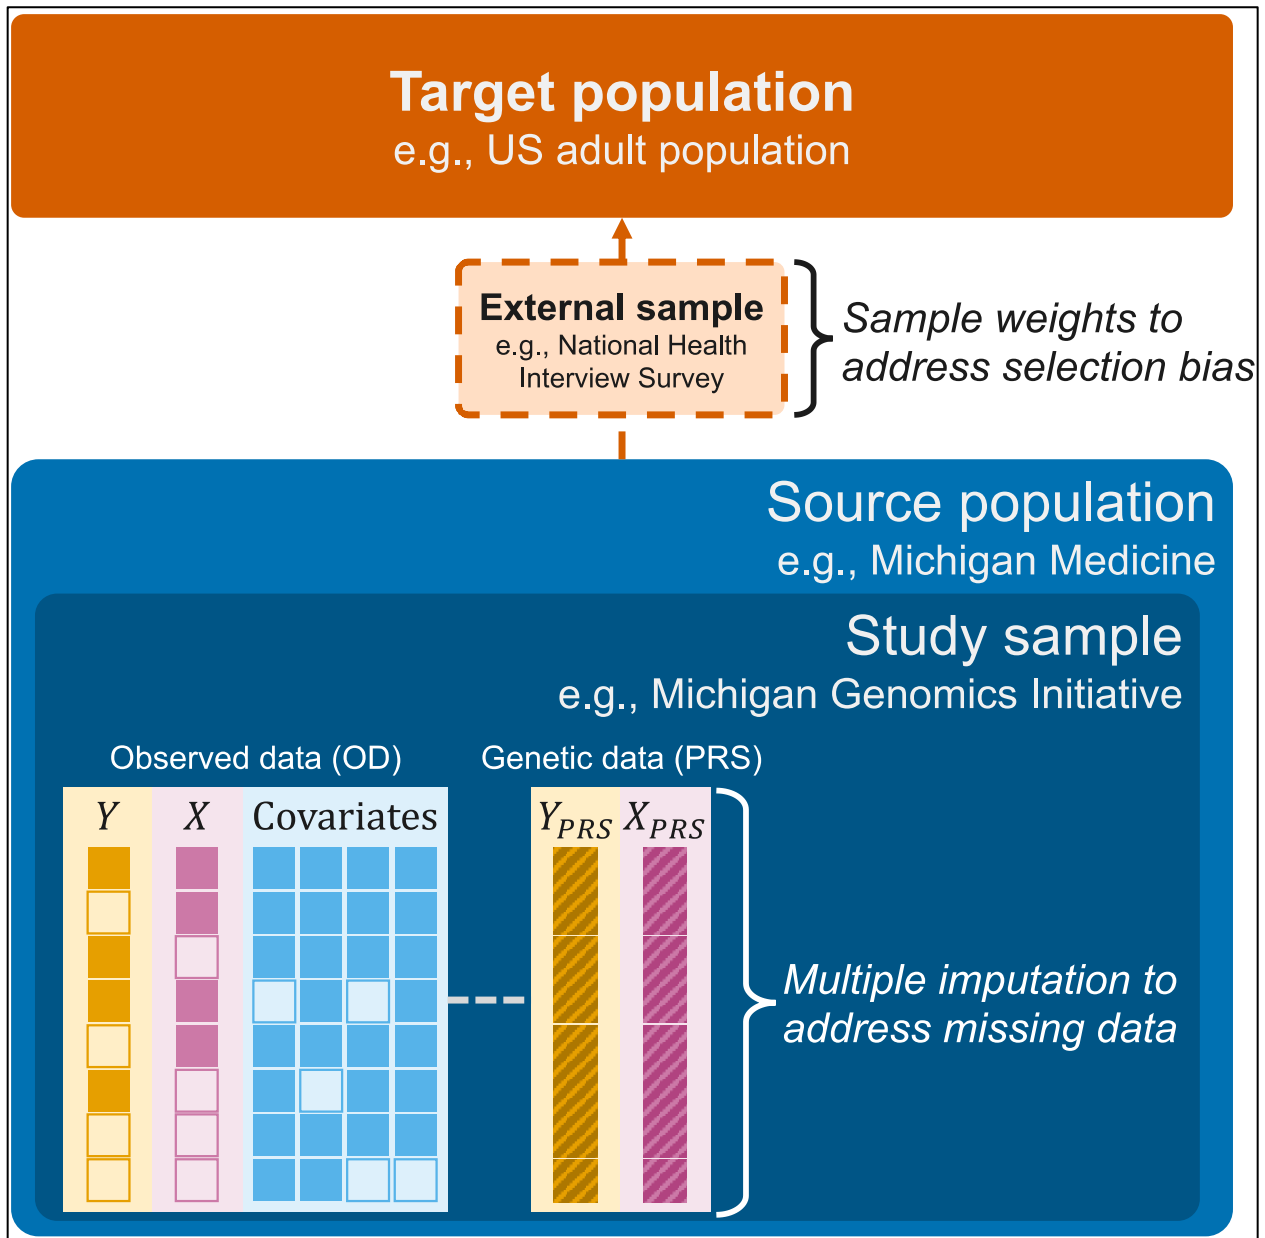 Target population
e.g., US adult population
External sample
e.g., National Health
Interview Survey
Sample weights to
address selection bias
Source population
e.g., Michigan Medicine
Study sample
e.g., Michigan Genomics Initiative
Observed data (OD)
Genetic data (PRS)
Y X Covariates
Y_PRS X_PRS
Multiple imputation to
address missing data